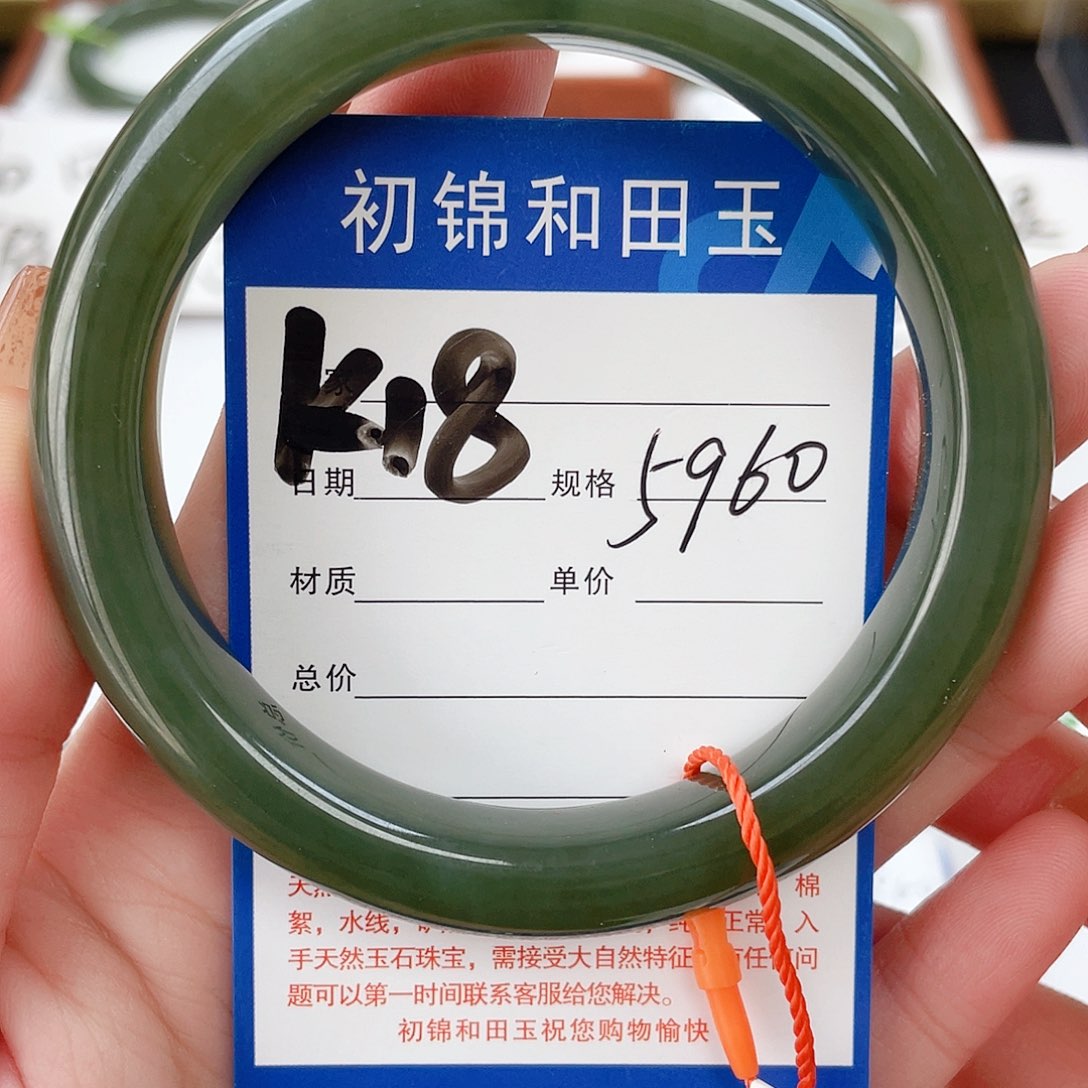 初锦和田玉
K18
日期 规格 5960
材质 单价
总价
棉
絮，水线， 正常 入
手天然玉石珠宝，需接受大自然特征 任 问
题可以第一时间联系客服给您解决。
初锦和田玉祝您购物愉快